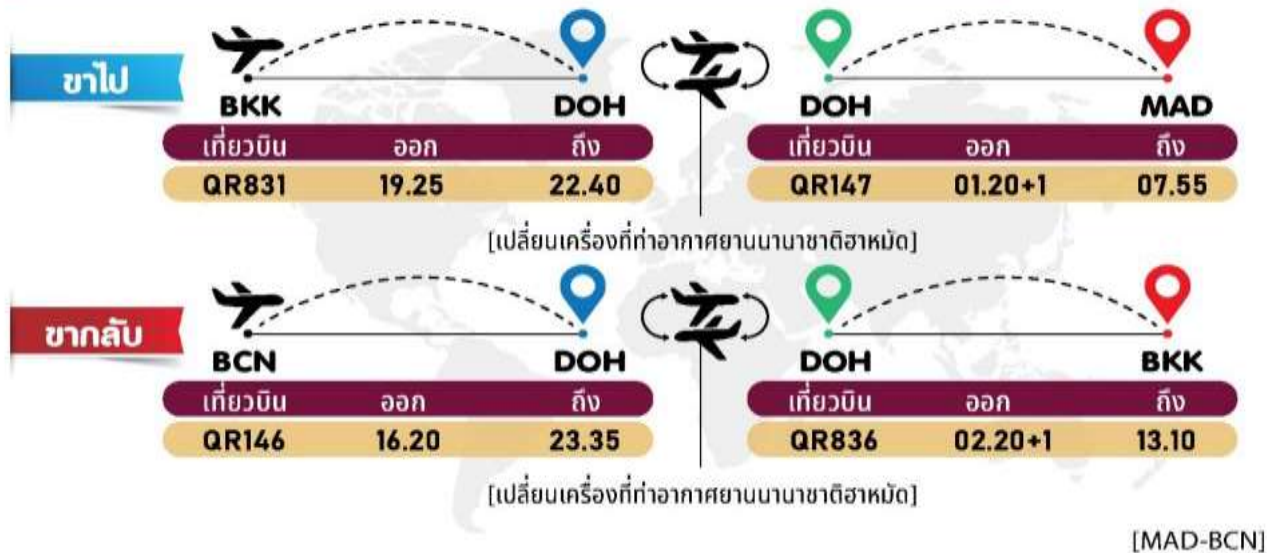 ขาไป
BKK DOH DOH MAD
เที่ยวบิน ออก ถึง เที่ยวบิน ออก ถึง
QR831 19.25 22.40 QR147 01.20+1 07.55
[เปลี่ยนเครื่องที่ท่าอากาศยานนานาชาติฮาหมัด]
ขากลับ
BCN DOH DOH BKK
เที่ยวบิน ออก ถึง เที่ยวบิน ออก ถึง
QR146 16.20 23.35 QR836 02.20+1 13.10
[เปลี่ยนเครื่องที่ท่าอากาศยานนานาชาติฮาหมัด]
[MAD-BCN]